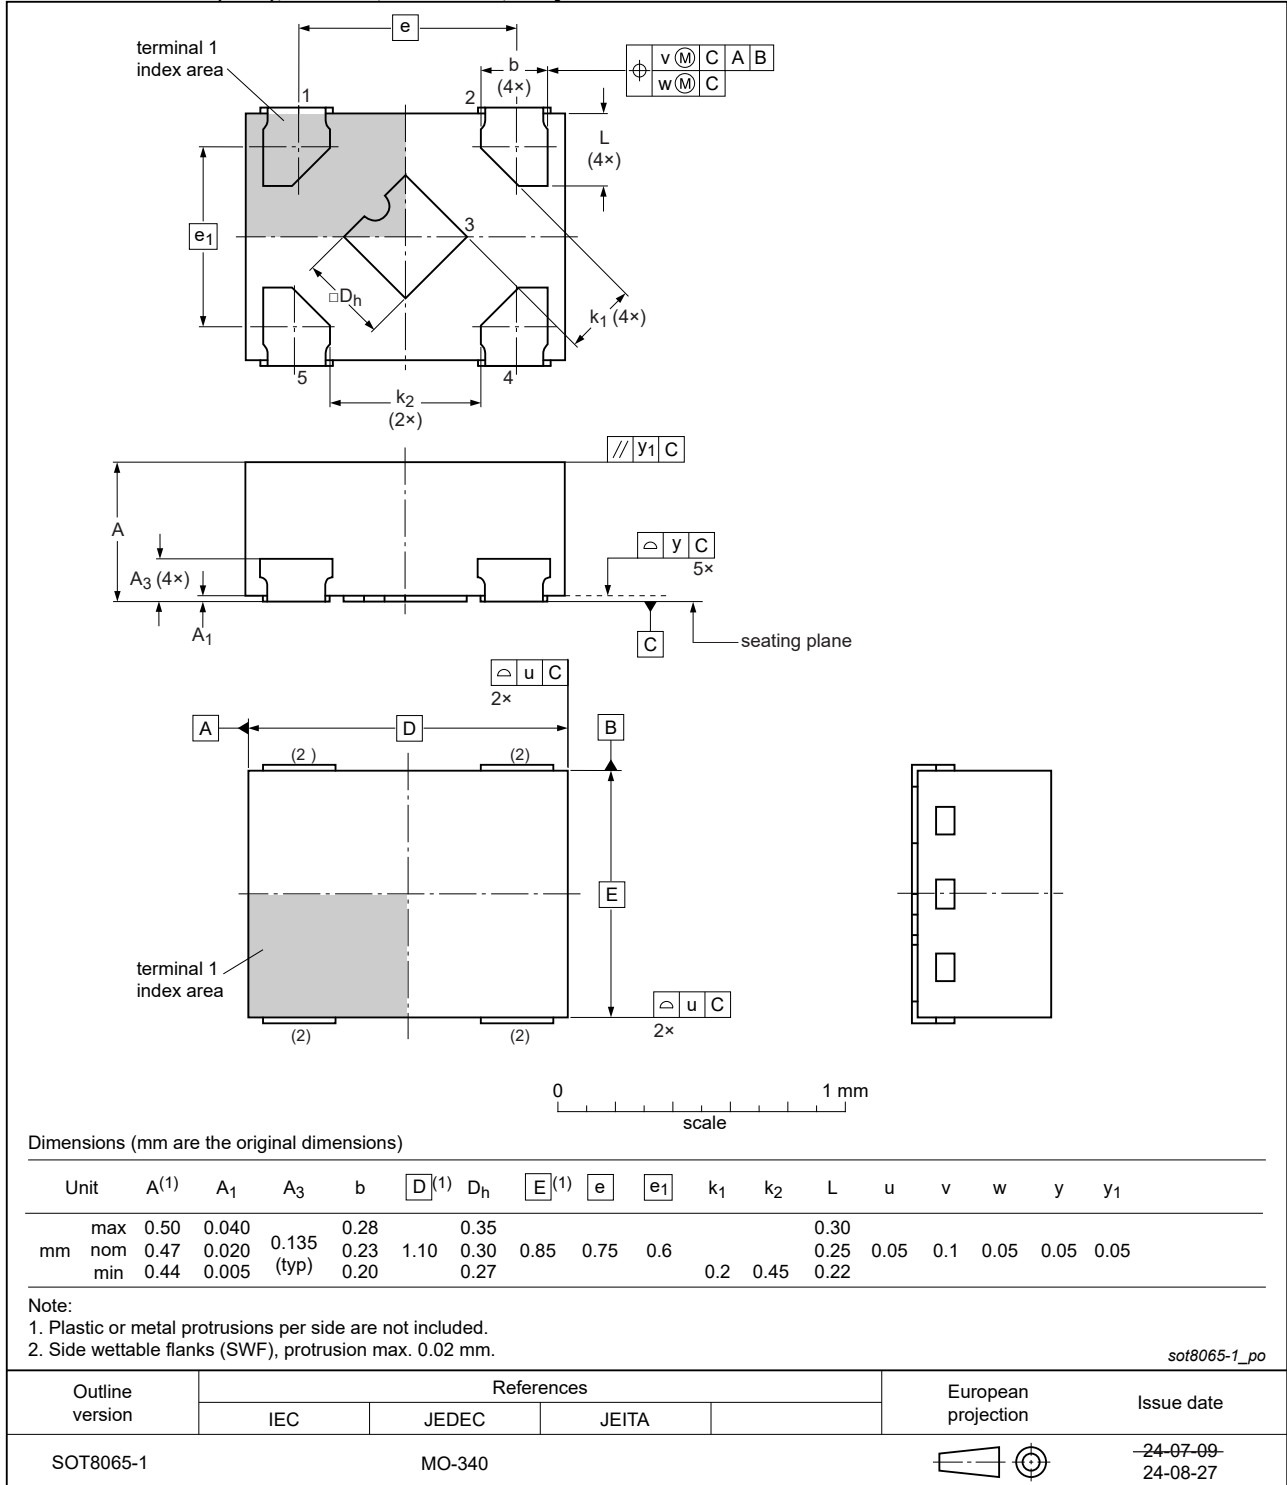 e
terminal 1
index area
b
(4×)
v Ⓜ C A B
w Ⓜ C
1
2
L
(4×)
e1
3
□Dh
k1 (4×)
5
4
k2
(2×)
// y1 C
A
A3 (4×)
A1
⌓ y C
5×
C
seating plane
⌓ u C
2×
A
D
B
(2 )
(2)
E
terminal 1
index area
⌓ u C
2×
(2)
(2)
0 1 mm
scale
Dimensions (mm are the original dimensions)
Unit A(1) A1 A3 b D(1) Dh E(1) e e1 k1 k2 L u v w y y1
max 0.50 0.040 0.28 0.35 0.30
mm nom 0.47 0.020 0.135 (typ) 0.23 1.10 0.30 0.85 0.75 0.6 0.25 0.05 0.1 0.05 0.05 0.05
min 0.44 0.005 0.20 0.27 0.2 0.45 0.22
Note:
1. Plastic or metal protrusions per side are not included.
2. Side wettable flanks (SWF), protrusion max. 0.02 mm.
sot8065-1_po
Outline version
References
European projection
Issue date
IEC JEDEC JEITA
SOT8065-1 MO-340
24-07-09
24-08-27